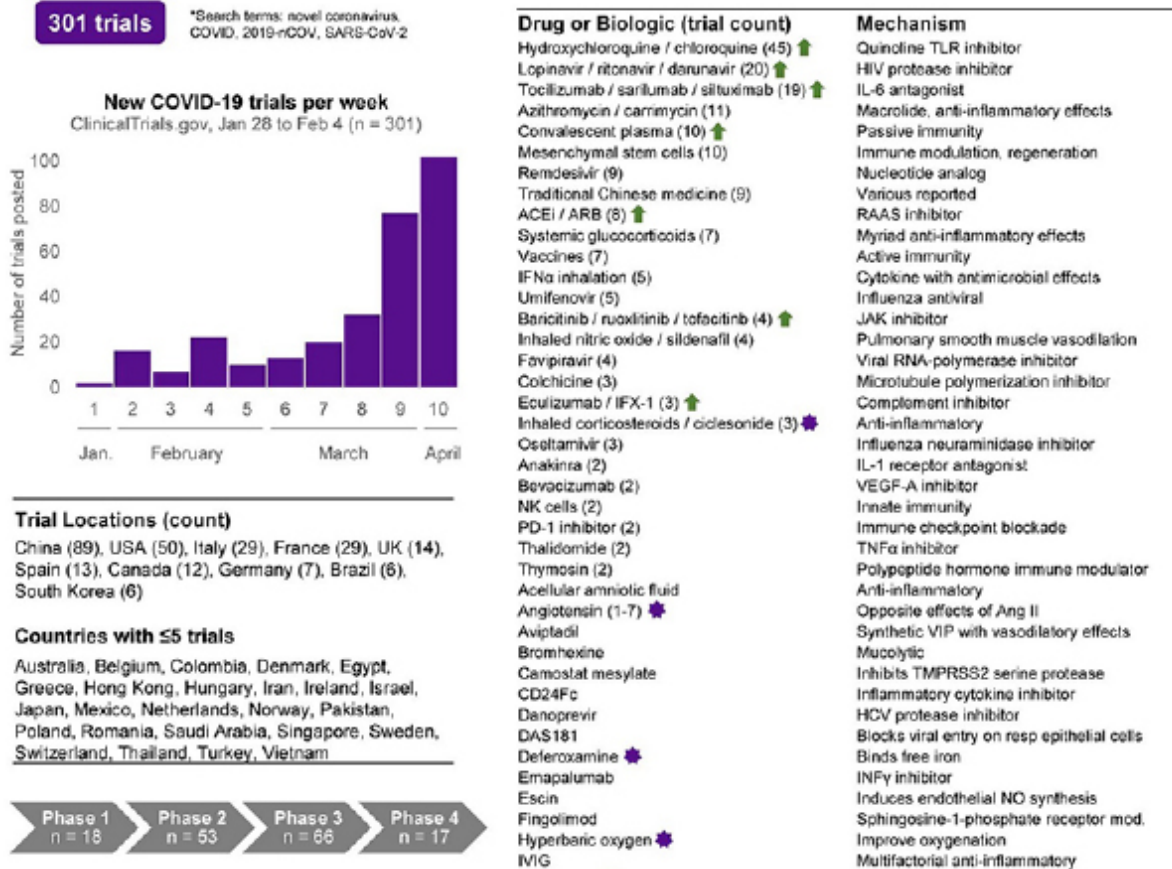 301 trials
*Search terms: novel coronavirus,
COVID, 2019-nCOV, SARS-CoV-2
New COVID-19 trials per week
ClinicalTrials.gov, Jan 28 to Feb 4 (n = 301)
Number of trials posted
100
80
60
40
20
0
1 2 3 4 5 6 7 8 9 10
Jan. February March April
Trial Locations (count)
China (89), USA (50), Italy (29), France (29), UK (14),
Spain (13), Canada (12), Germany (7), Brazil (6),
South Korea (6)
Countries with ≤5 trials
Australia, Belgium, Colombia, Denmark, Egypt,
Greece, Hong Kong, Hungary, Iran, Ireland, Israel,
Japan, Mexico, Netherlands, Norway, Pakistan,
Poland, Romania, Saudi Arabia, Singapore, Sweden,
Switzerland, Thailand, Turkey, Vietnam
Phase 1 Phase 2 Phase 3 Phase 4
n = 18 n = 53 n = 66 n = 17
Drug or Biologic (trial count) Mechanism
Hydroxychloroquine / chloroquine (45) Quinoline TLR inhibitor
Lopinavir / ritonavir / darunavir (20) HIV protease inhibitor
Tocilizumab / sarilumab / siltuximab (19) IL-6 antagonist
Azithromycin / carrimycin (11) Macrolide, anti-inflammatory effects
Convalescent plasma (10) Passive immunity
Mesenchymal stem cells (10) Immune modulation, regeneration
Remdesivir (9) Nucleotide analog
Traditional Chinese medicine (9) Various reported
ACEi / ARB (8) RAAS inhibitor
Systemic glucocorticoids (7) Myriad anti-inflammatory effects
Vaccines (7) Active immunity
IFNα inhalation (5) Cytokine with antimicrobial effects
Umifenovir (5) Influenza antiviral
Baricitinib / ruoxlitinib / tofacitinb (4) JAK inhibitor
Inhaled nitric oxide / sildenafil (4) Pulmonary smooth muscle vasodilation
Favipiravir (4) Viral RNA-polymerase inhibitor
Colchicine (3) Microtubule polymerization inhibitor
Eculizumab / IFX-1 (3) Complement inhibitor
Inhaled corticosteroids / ciclesonide (3) Anti-inflammatory
Oseltamivir (3) Influenza neuraminidase inhibitor
Anakinra (2) IL-1 receptor antagonist
Bevacizumab (2) VEGF-A inhibitor
NK cells (2) Innate immunity
PD-1 inhibitor (2) Immune checkpoint blockade
Thalidomide (2) TNFα inhibitor
Thymosin (2) Polypeptide hormone immune modulator
Acellular amniotic fluid Anti-inflammatory
Angiotensin (1-7) Opposite effects of Ang II
Aviptadil Synthetic VIP with vasodilatory effects
Bromhexine Mucolytic
Camostat mesylate Inhibits TMPRSS2 serine protease
CD24Fc Inflammatory cytokine inhibitor
Danoprevir HCV protease inhibitor
DAS181 Blocks viral entry on resp epithelial cells
Deferoxamine Binds free iron
Emapalumab INFγ inhibitor
Escin Induces endothelial NO synthesis
Fingolimod Sphingosine-1-phosphate receptor mod.
Hyperbaric oxygen Improve oxygenation
IVIG Multifactorial anti-inflammatory